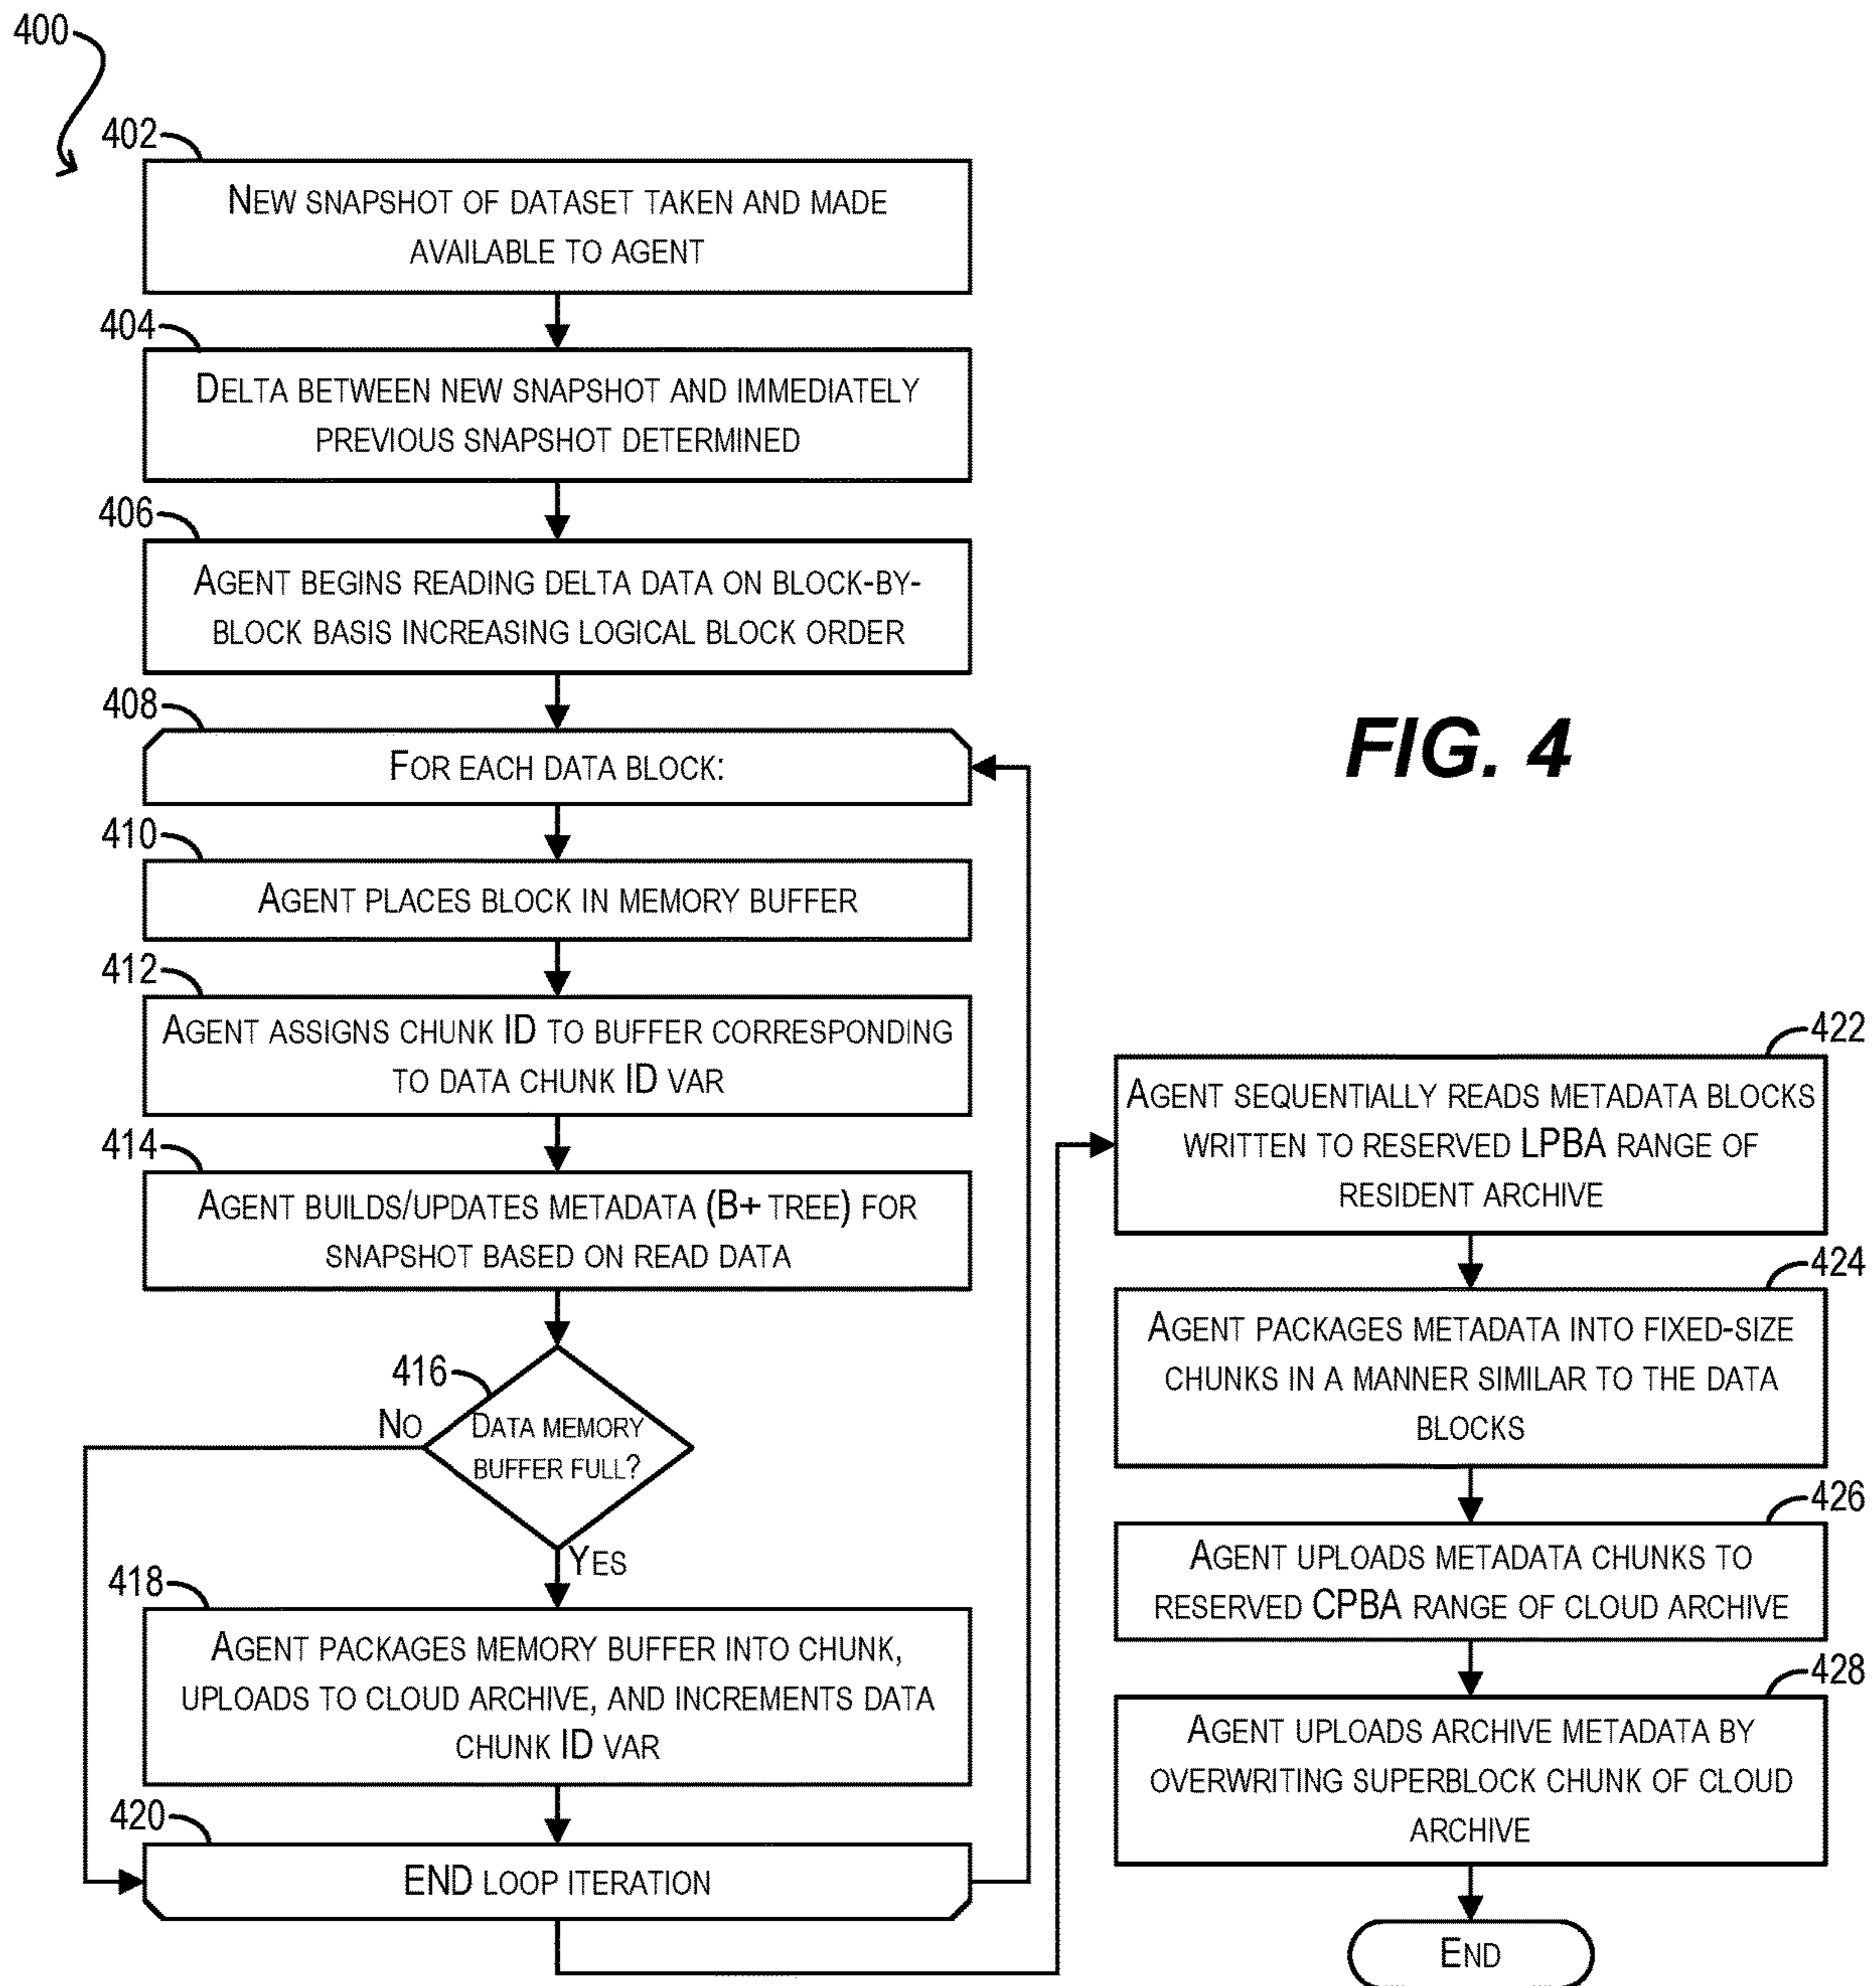 400
402
New snapshot of dataset taken and made
available to agent
404
Delta between new snapshot and immediately
previous snapshot determined
406
Agent begins reading delta data on block-by-
block basis increasing logical block order
408
For each data block:
410
Agent places block in memory buffer
412
Agent assigns chunk ID to buffer corresponding
to data chunk ID var
414
Agent builds/updates metadata (B+ tree) for
snapshot based on read data
416
No
Data memory
buffer full?
Yes
418
Agent packages memory buffer into chunk,
uploads to cloud archive, and increments data
chunk ID var
420
END loop iteration
FIG. 4
422
Agent sequentially reads metadata blocks
written to reserved LPBA range of
resident archive
424
Agent packages metadata into fixed-size
chunks in a manner similar to the data
blocks
426
Agent uploads metadata chunks to
reserved CPBA range of cloud archive
428
Agent uploads archive metadata by
overwriting superblock chunk of cloud
archive
End